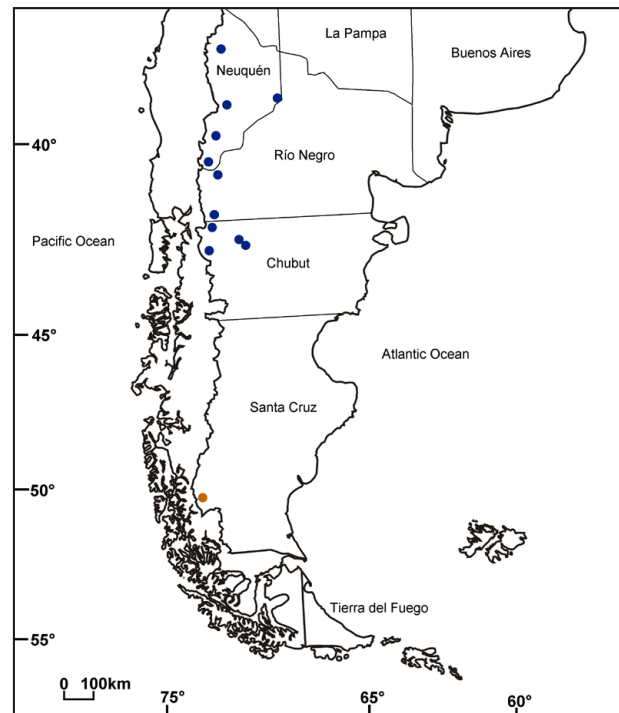 La Pampa
Buenos Aires
Neuquén
40°
Río Negro
Pacific Ocean
Chubut
45°
Atlantic Ocean
Santa Cruz
50°
Tierra del Fuego
55°
0 100km
75°
65°
60°